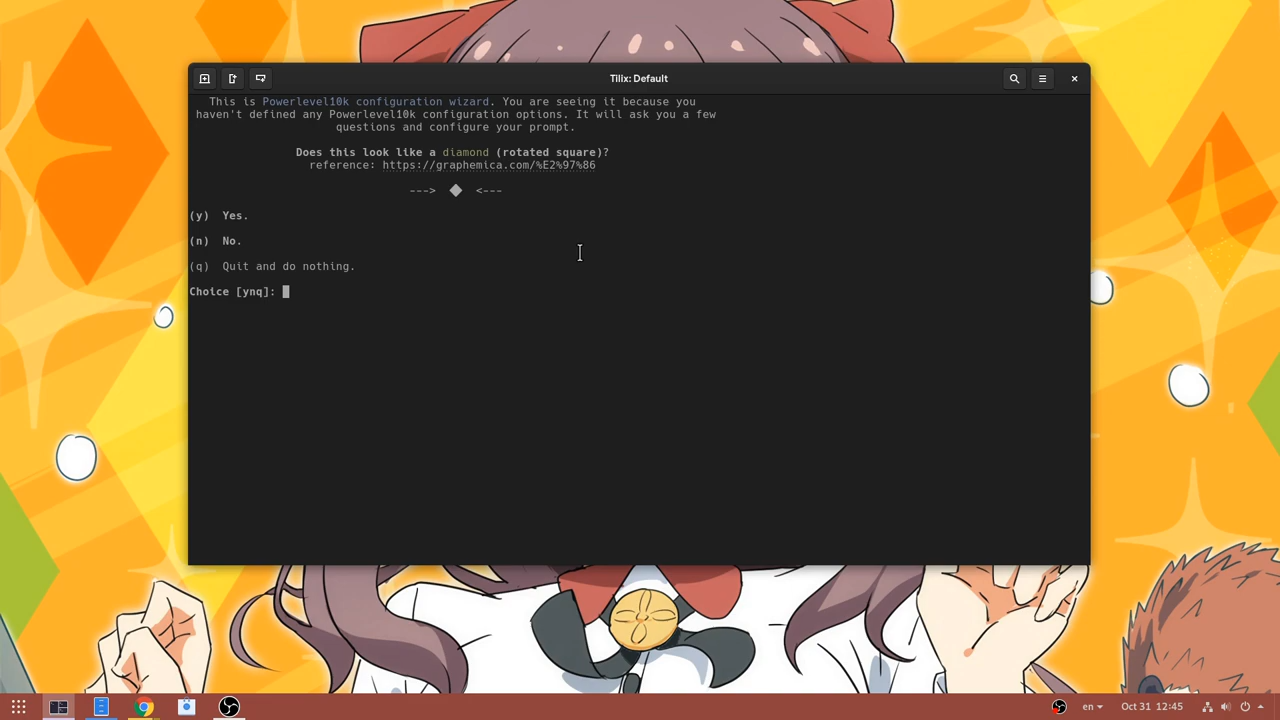 Tilix: Default
This is Powerlevel10k configuration wizard. You are seeing it because you
haven't defined any Powerlevel10k configuration options. It will ask you a few
questions and configure your prompt.
Does this look like a diamond (rotated square)?
reference: https://graphemica.com/%E2%97%86
---> ◆ <---
(y) Yes.
(n) No.
(q) Quit and do nothing.
Choice [ynq]:
en
Oct 31 12:45